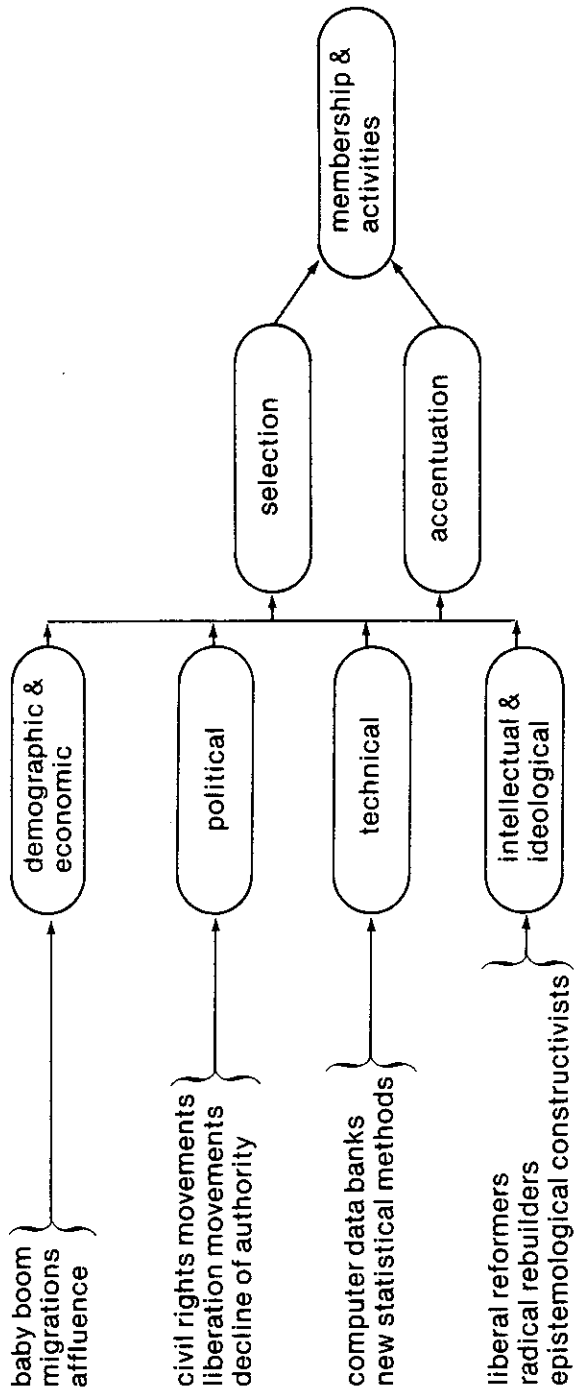 baby boom
migrations
affluence
demographic &
economic
civil rights movements
liberation movements
decline of authority
political
computer data banks
new statistical methods
technical
liberal reformers
radical rebuilders
epistemological constructivists
intellectual &
ideological
selection
accentuation
membership &
activities